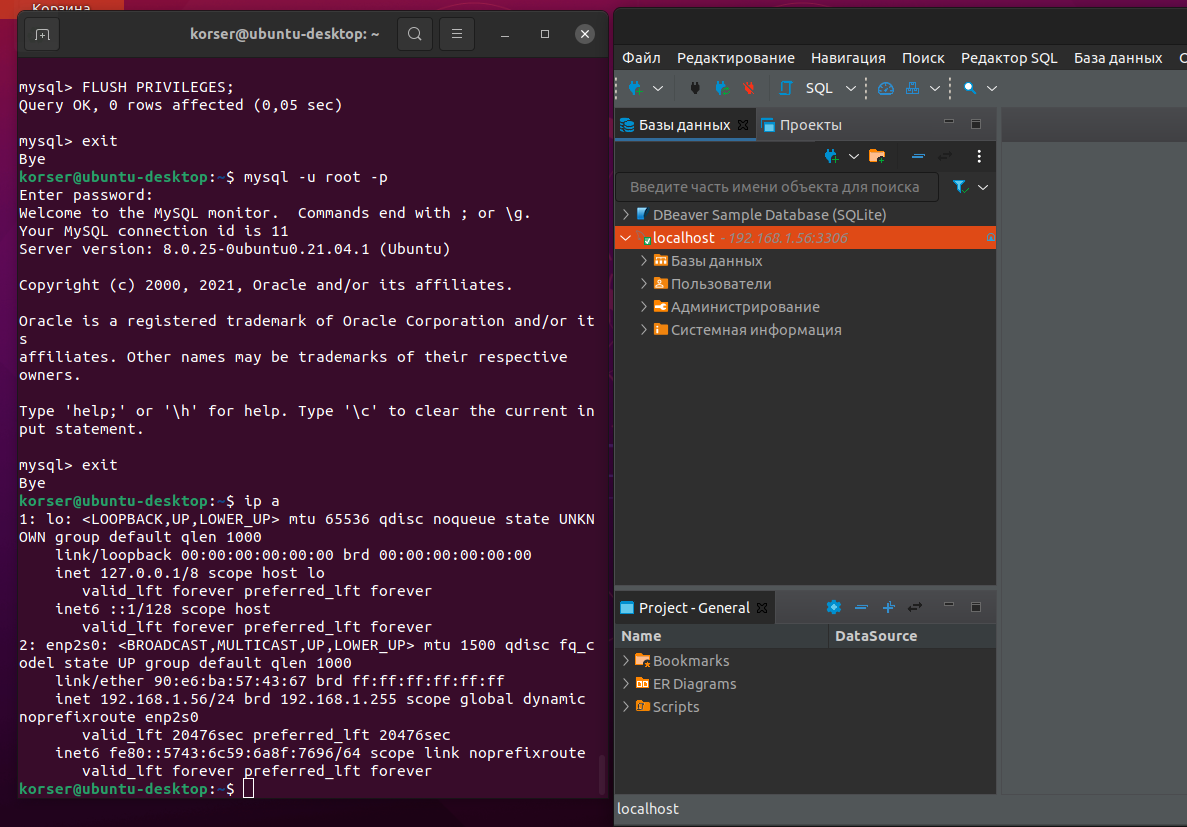 Корзина
korser@ubuntu-desktop: ~
mysql> FLUSH PRIVILEGES;
Query OK, 0 rows affected (0,05 sec)
mysql> exit
Bye
korser@ubuntu-desktop:~$ mysql -u root -p
Enter password:
Welcome to the MySQL monitor.  Commands end with ; or \g.
Your MySQL connection id is 11
Server version: 8.0.25-0ubuntu0.21.04.1 (Ubuntu)
Copyright (c) 2000, 2021, Oracle and/or its affiliates.
Oracle is a registered trademark of Oracle Corporation and/or it
s
affiliates. Other names may be trademarks of their respective
owners.
Type 'help;' or '\h' for help. Type '\c' to clear the current in
put statement.
mysql> exit
Bye
korser@ubuntu-desktop:~$ ip a
1: lo: <LOOPBACK,UP,LOWER_UP> mtu 65536 qdisc noqueue state UNKN
OWN group default qlen 1000
    link/loopback 00:00:00:00:00:00 brd 00:00:00:00:00:00
    inet 127.0.0.1/8 scope host lo
       valid_lft forever preferred_lft forever
    inet6 ::1/128 scope host
       valid_lft forever preferred_lft forever
2: enp2s0: <BROADCAST,MULTICAST,UP,LOWER_UP> mtu 1500 qdisc fq_c
odel state UP group default qlen 1000
    link/ether 90:e6:ba:57:43:67 brd ff:ff:ff:ff:ff:ff
    inet 192.168.1.56/24 brd 192.168.1.255 scope global dynamic
noprefixroute enp2s0
       valid_lft 20476sec preferred_lft 20476sec
    inet6 fe80::5743:6c59:6a8f:7696/64 scope link noprefixroute
       valid_lft forever preferred_lft forever
korser@ubuntu-desktop:~$
Файл Редактирование Навигация Поиск Редактор SQL База данных
SQL
Базы данных Проекты
Введите часть имени объекта для поиска
DBeaver Sample Database (SQLite)
localhost - 192.168.1.56:3306
Базы данных
Пользователи
Администрирование
Системная информация
Project - General
Name DataSource
Bookmarks
ER Diagrams
Scripts
localhost